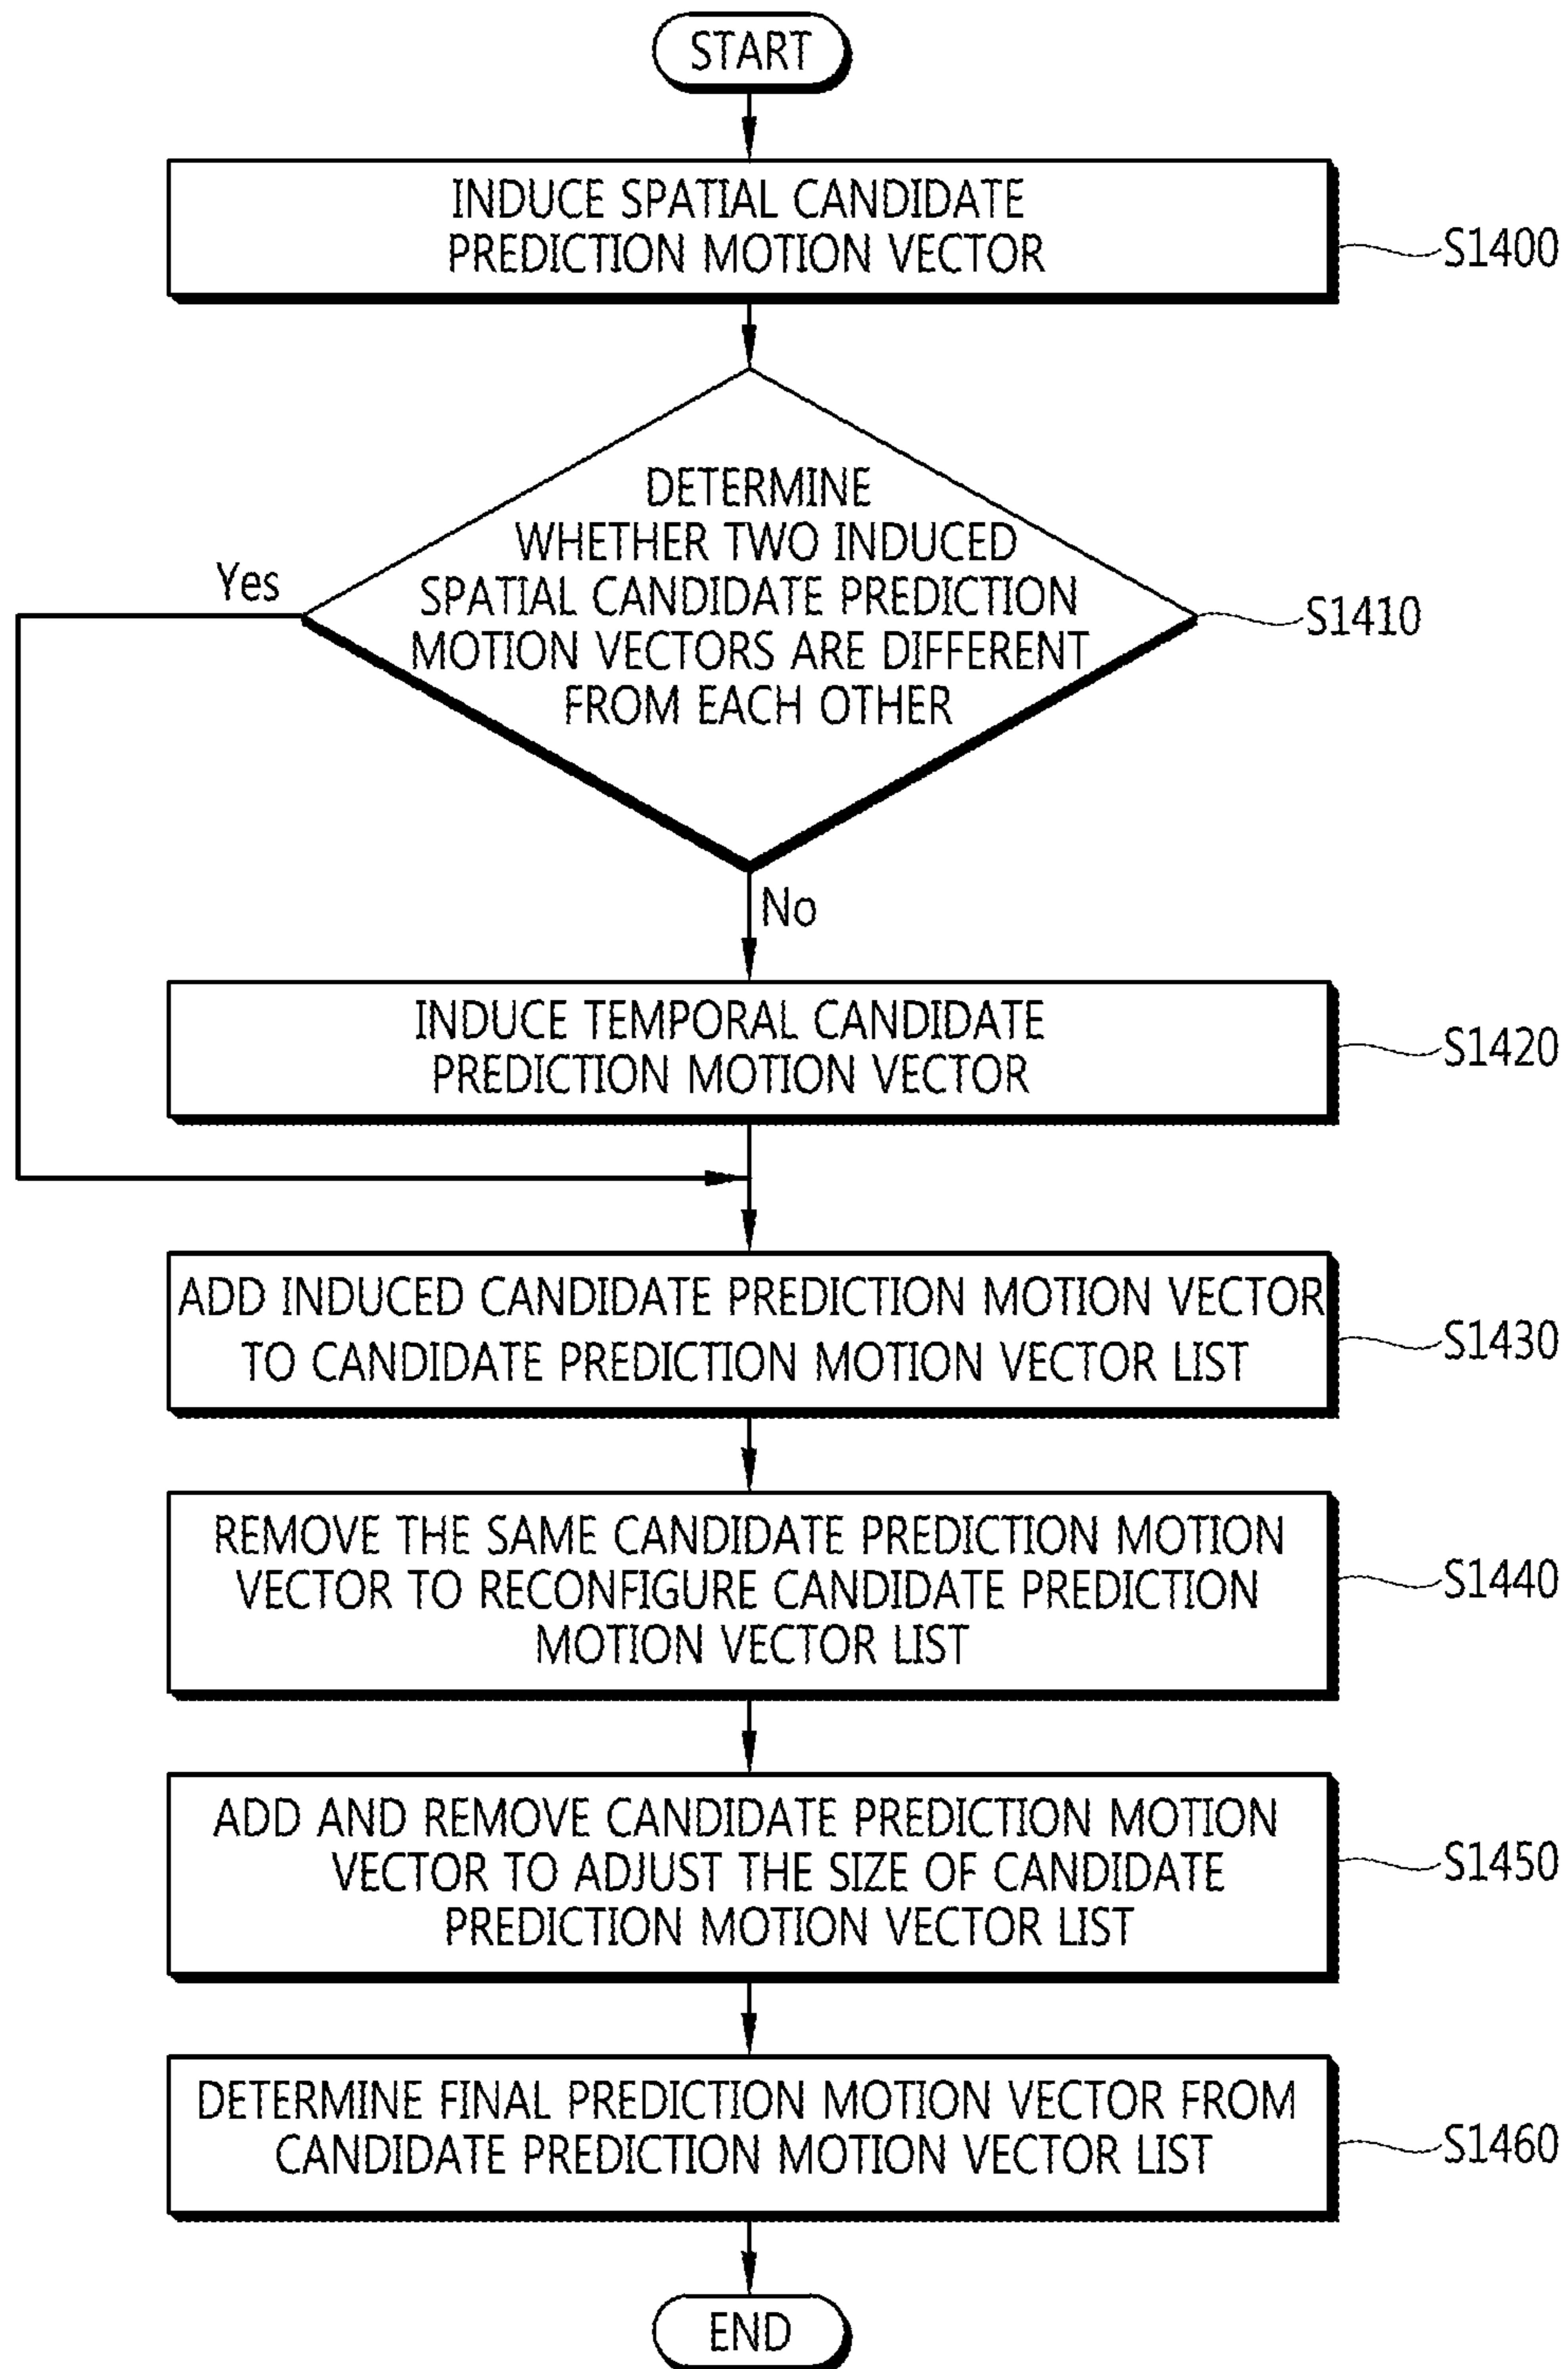 START
INDUCE SPATIAL CANDIDATE
PREDICTION MOTION VECTOR
S1400
DETERMINE
WHETHER TWO INDUCED
SPATIAL CANDIDATE PREDICTION
MOTION VECTORS ARE DIFFERENT
FROM EACH OTHER
Yes
S1410
No
INDUCE TEMPORAL CANDIDATE
PREDICTION MOTION VECTOR
S1420
ADD INDUCED CANDIDATE PREDICTION MOTION VECTOR
TO CANDIDATE PREDICTION MOTION VECTOR LIST
S1430
REMOVE THE SAME CANDIDATE PREDICTION MOTION
VECTOR TO RECONFIGURE CANDIDATE PREDICTION
MOTION VECTOR LIST
S1440
ADD AND REMOVE CANDIDATE PREDICTION MOTION
VECTOR TO ADJUST THE SIZE OF CANDIDATE
PREDICTION MOTION VECTOR LIST
S1450
DETERMINE FINAL PREDICTION MOTION VECTOR FROM
CANDIDATE PREDICTION MOTION VECTOR LIST
S1460
END